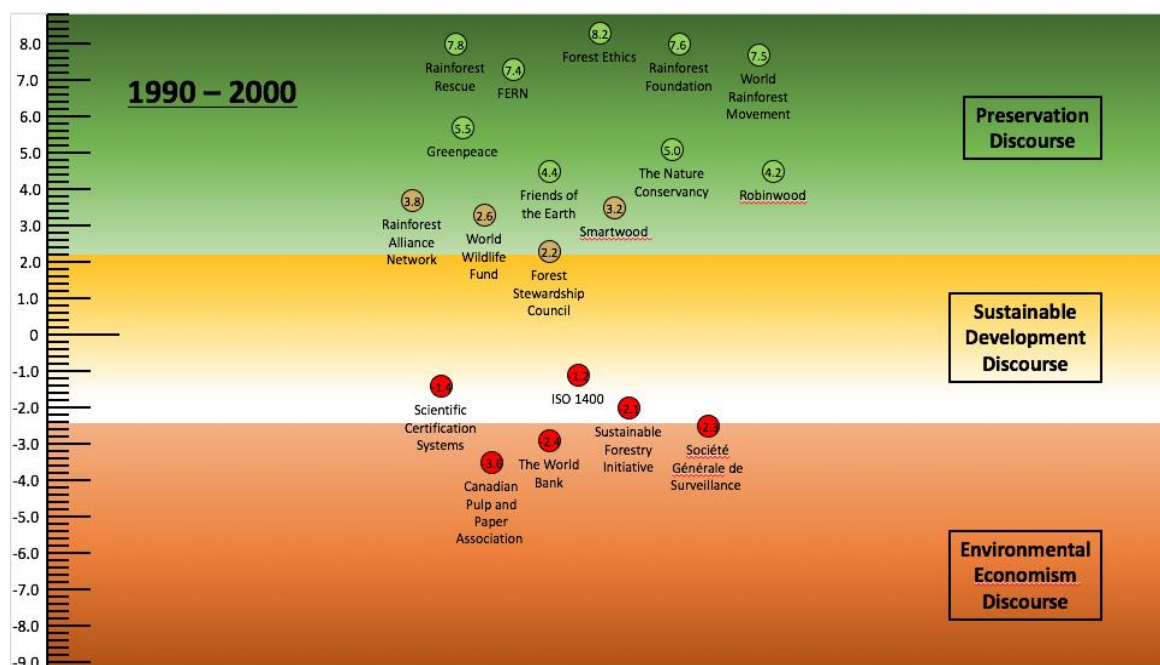 8.0
7.0
6.0
5.0
4.0
3.0
2.0
1.0
0
-1.0
-2.0
-3.0
-4.0
-5.0
-6.0
-7.0
-8.0
-9.0
1990 – 2000
7.8
Rainforest
Rescue
7.4
FERN
8.2
Forest Ethics
7.6
Rainforest
Foundation
7.5
World
Rainforest
Movement
5.5
Greenpeace
4.4
Friends of
the Earth
5.0
The Nature
Conservancy
4.2
Robinwood
3.8
Rainforest
Alliance
Network
2.6
World
Wildlife
Fund
3.2
Smartwood
2.2
Forest
Stewardship
Council
-1.4
Scientific
Certification
Systems
-1.2
ISO 1400
-2.1
Sustainable
Forestry
Initiative
-2.3
Société
Générale de
Surveillance
-2.4
The World
Bank
-3.6
Canadian
Pulp and
Paper
Association
Preservation
Discourse
Sustainable
Development
Discourse
Environmental
Economism
Discourse